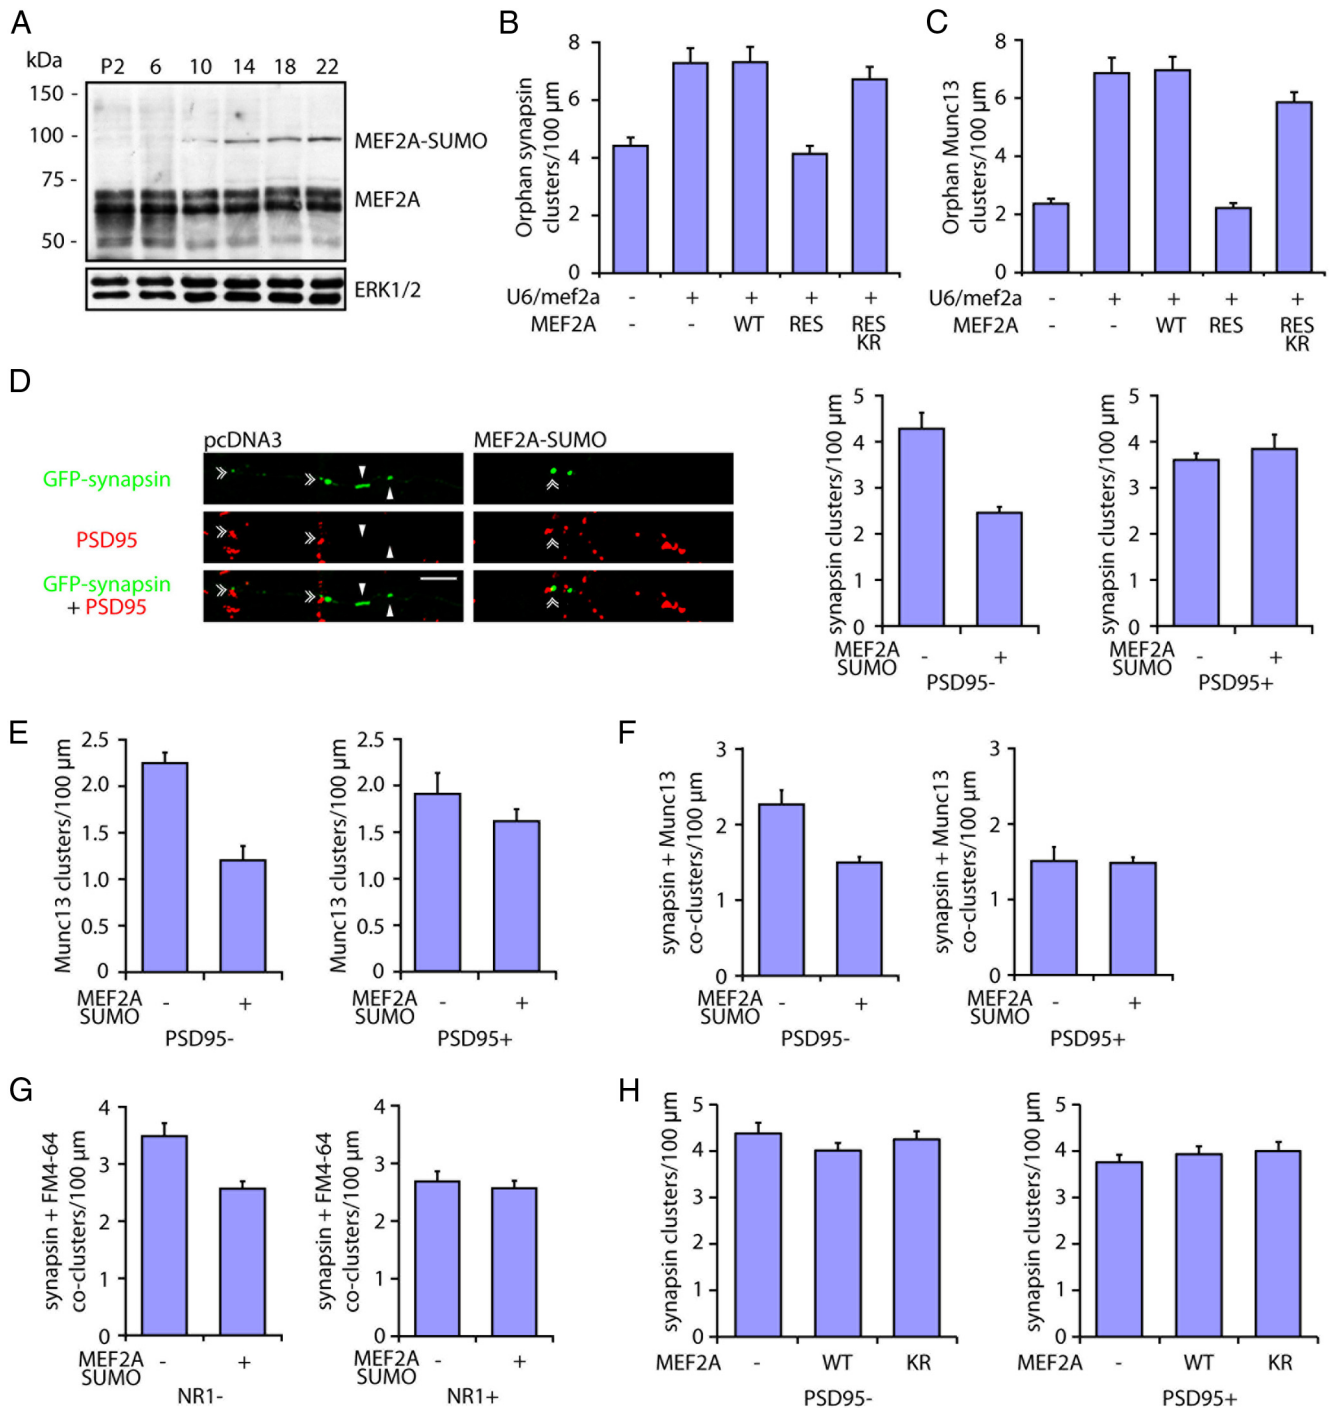 A
kDa
P2 6 10 14 18 22
150 -
100 -
75 -
50 -
MEF2A-SUMO
MEF2A
ERK1/2
B
Orphan synapsin
clusters/100 µm
8
6
4
2
0
U6/mef2a - + + + +
MEF2A - - WT RES RES
KR
C
Orphan Munc13
clusters/100 µm
8
6
4
2
0
U6/mef2a - + + + +
MEF2A - - WT RES RES
KR
D
pcDNA3 MEF2A-SUMO
GFP-synapsin
PSD95
GFP-synapsin
+ PSD95
synapsin clusters/100 µm
5
4
3
2
1
0
MEF2A
SUMO - +
PSD95-
synapsin clusters/100 µm
5
4
3
2
1
0
MEF2A
SUMO - +
PSD95+
E
Munc13 clusters/100 µm
2.5
2.0
1.5
1.0
0.5
0
MEF2A
SUMO - +
PSD95-
Munc13 clusters/100 µm
2.5
2.0
1.5
1.0
0.5
0
MEF2A
SUMO - +
PSD95+
F
synapsin + Munc13
co-clusters/100 µm
3
2
1
0
MEF2A
SUMO - +
PSD95-
synapsin + Munc13
co-clusters/100 µm
3
2
1
0
MEF2A
SUMO - +
PSD95+
G
synapsin + FM4-64
co-clusters/100 µm
4
3
2
1
0
MEF2A
SUMO - +
NR1-
synapsin + FM4-64
co-clusters/100 µm
4
3
2
1
0
MEF2A
SUMO - +
NR1+
H
synapsin clusters/100 µm
5
4
3
2
1
0
MEF2A - WT KR
PSD95-
synapsin clusters/100 µm
5
4
3
2
1
0
MEF2A - WT KR
PSD95+